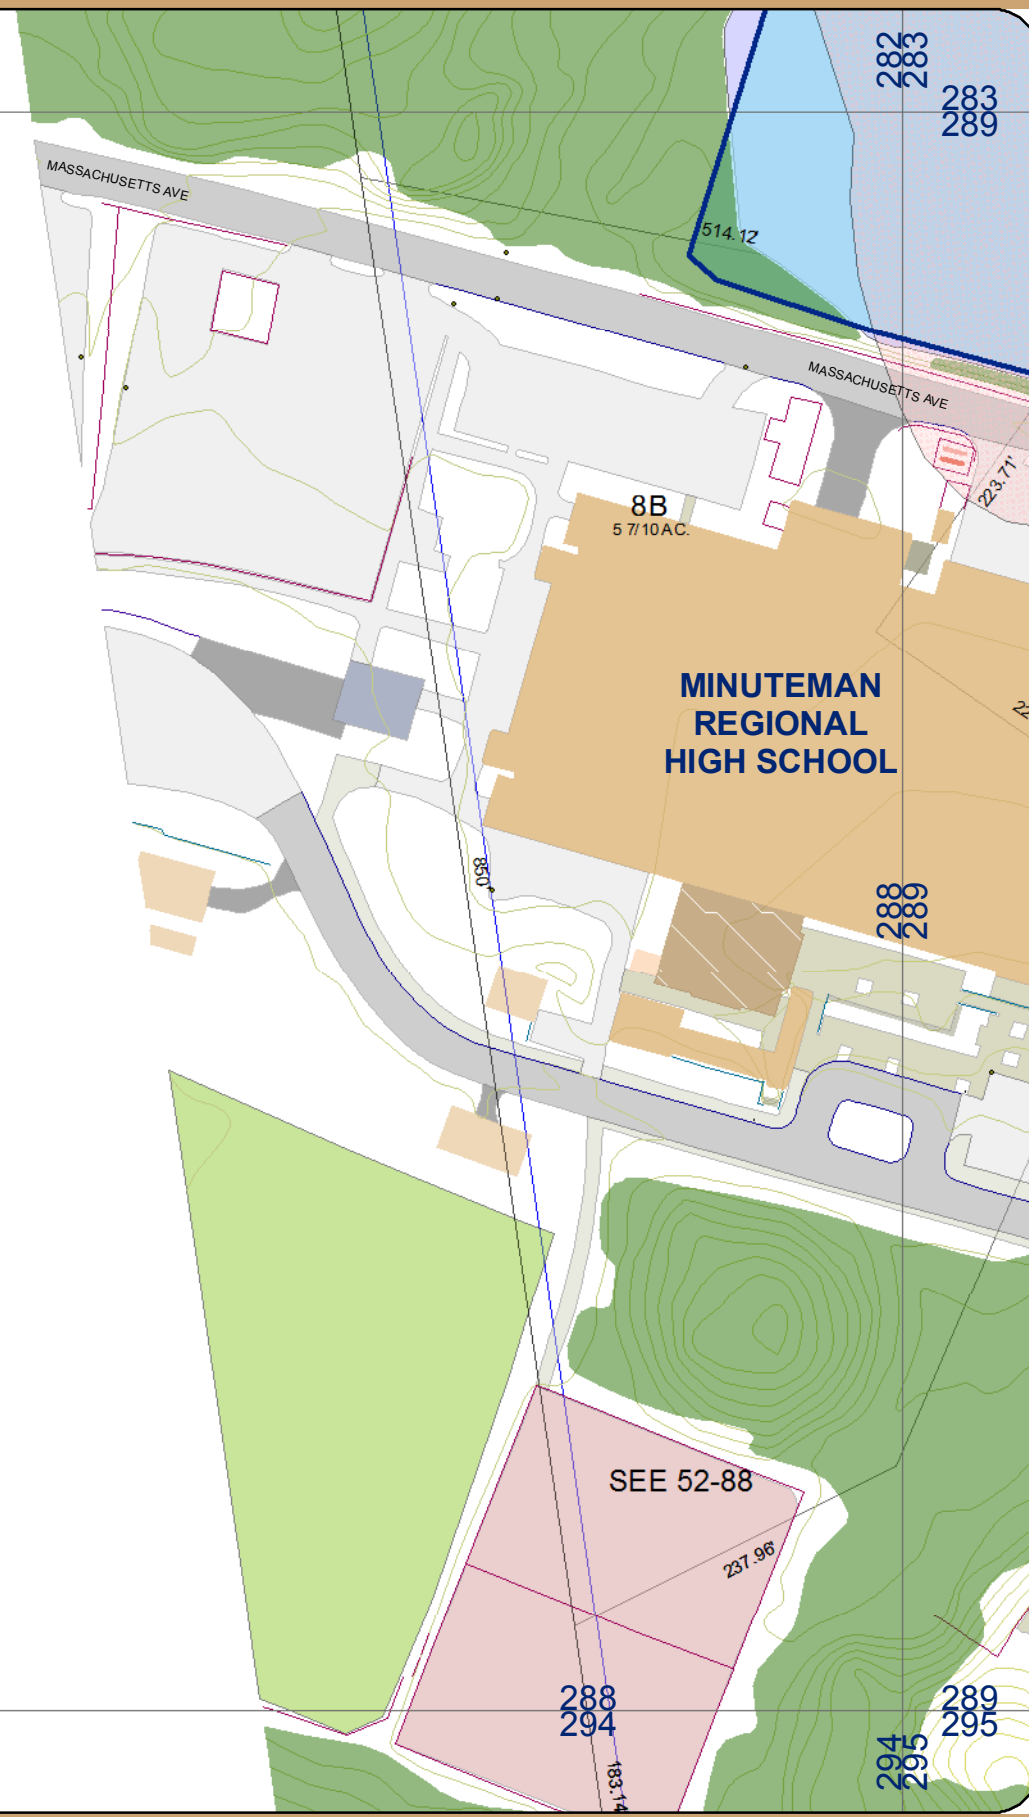 282
283
283
289
MASSACHUSETTS AVE
514.12'
MASSACHUSETTS AVE
223.71'
8B
5 7/10 AC.
MINUTEMAN
REGIONAL
HIGH SCHOOL
850'
288
289
SEE 52-88
237.96'
288
294
289
295
294
295
183.14